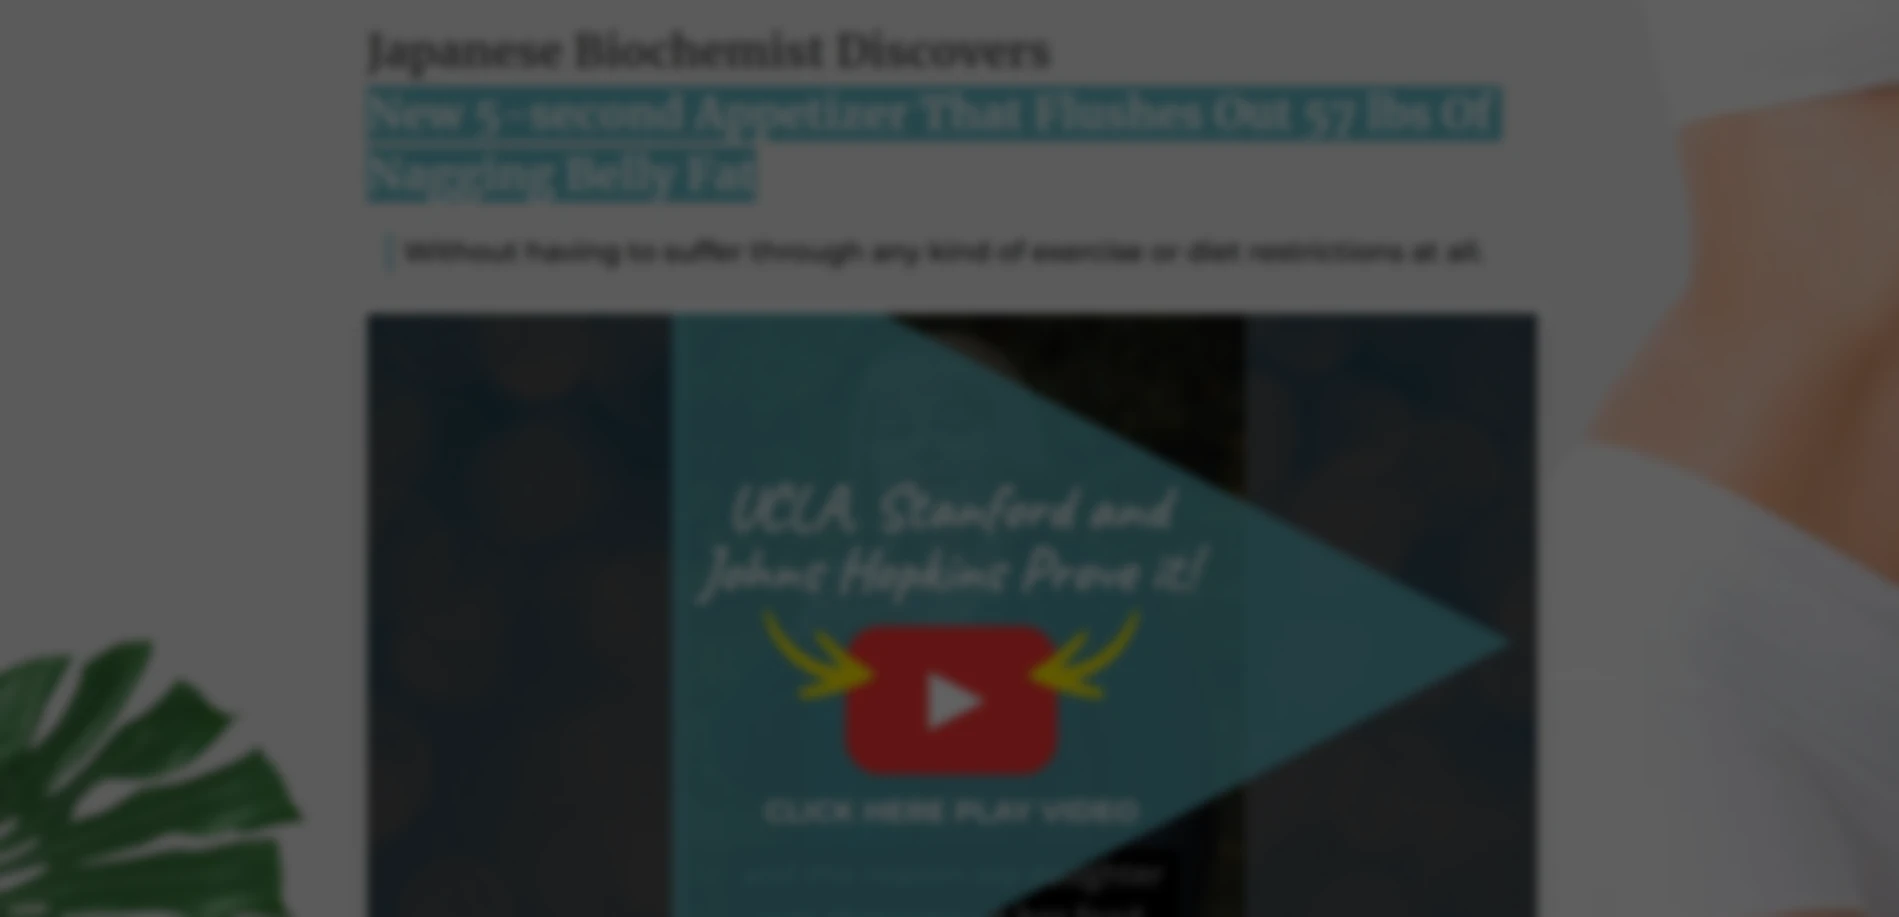 Japanese Biochemist Discovers
New 5-second Appetizer That Flushes Out 57 lbs Of
Nagging Belly Fat
Without having to suffer through any kind of exercise or diet restrictions at all.
UCLA, Stanford and
Johns Hopkins Prove it!
CLICK HERE PLAY VIDEO